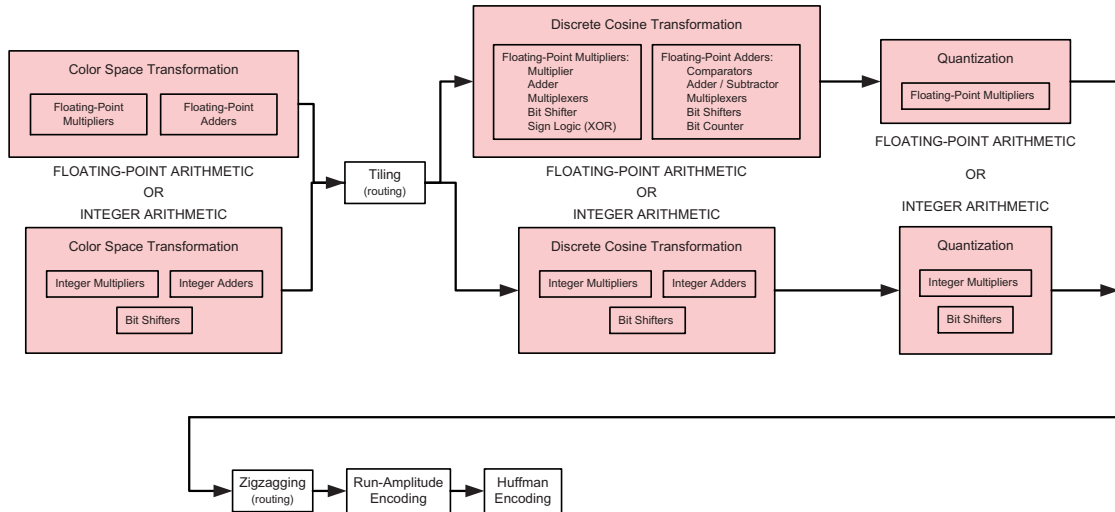 Color Space Transformation
Floating-Point
Multipliers
Floating-Point
Adders
FLOATING-POINT ARITHMETIC
OR
INTEGER ARITHMETIC
Color Space Transformation
Integer Multipliers
Integer Adders
Bit Shifters
Tiling
(routing)
Discrete Cosine Transformation
Floating-Point Multipliers:
Multiplier
Adder
Multiplexers
Bit Shifter
Sign Logic (XOR)
Floating-Point Adders:
Comparators
Adder / Subtractor
Multiplexers
Bit Shifters
Bit Counter
FLOATING-POINT ARITHMETIC
OR
INTEGER ARITHMETIC
Discrete Cosine Transformation
Integer Multipliers
Integer Adders
Bit Shifters
Quantization
Floating-Point Multipliers
FLOATING-POINT ARITHMETIC
OR
INTEGER ARITHMETIC
Quantization
Integer Multipliers
Bit Shifters
Zigzagging
(routing)
Run-Amplitude
Encoding
Huffman
Encoding